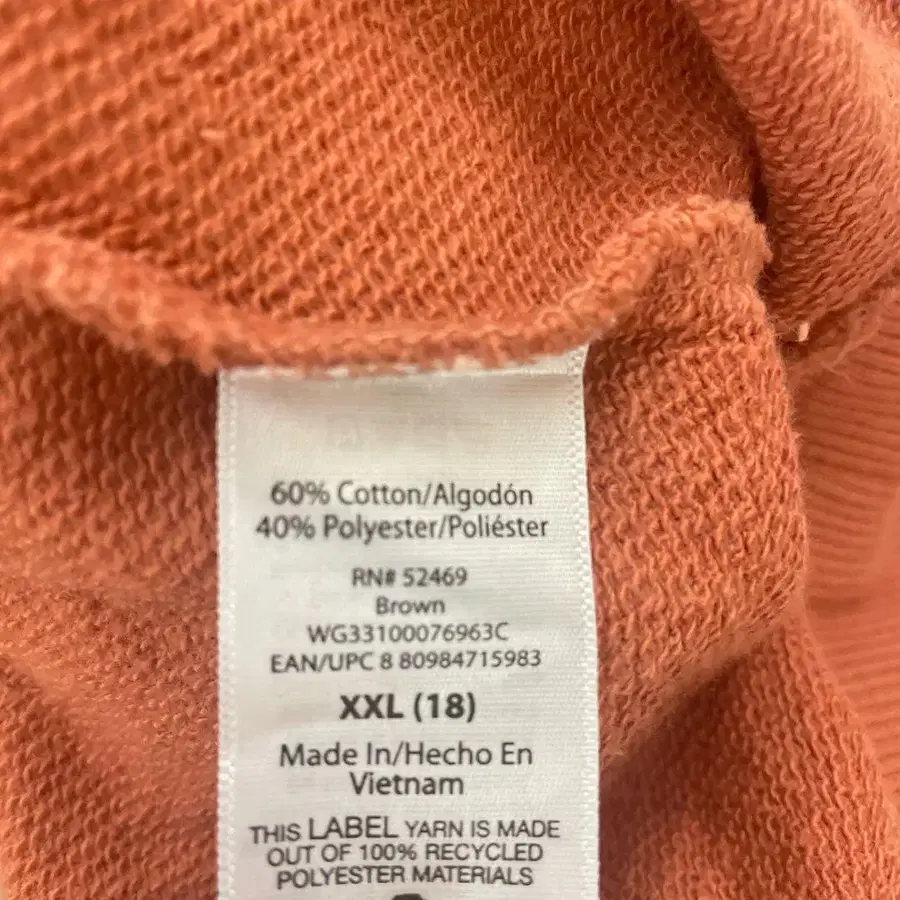 60% Cotton/Algodón
40% Polyester/Poliéster
RN# 52469
Brown
WG33100076963C
EAN/UPC 8 80984715983
XXL (18)
Made In/Hecho En
Vietnam
THIS LABEL YARN IS MADE
OUT OF 100% RECYCLED
POLYESTER MATERIALS